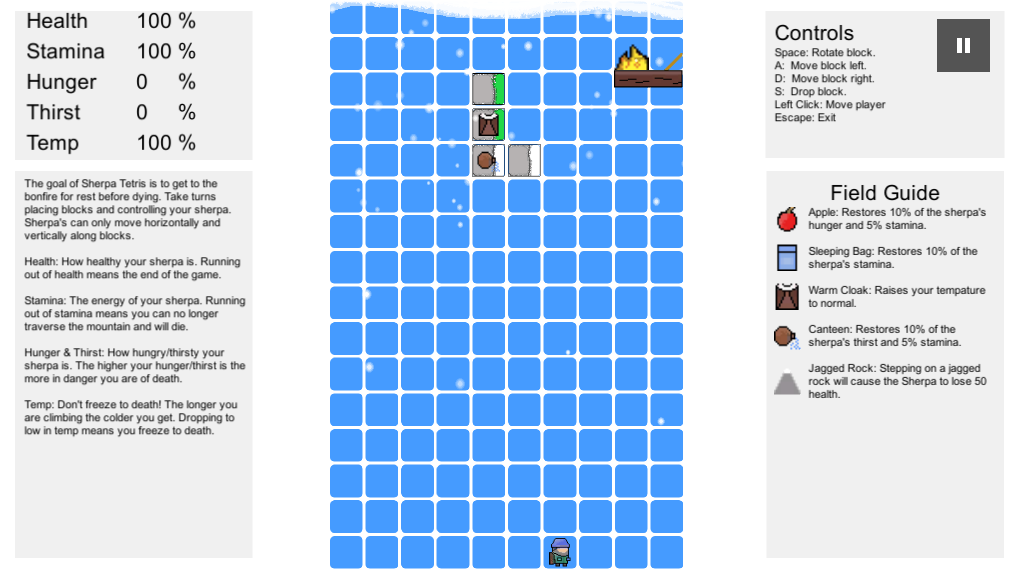 Health 100 %
Stamina 100 %
Hunger 0 %
Thirst 0 %
Temp 100 %
The goal of Sherpa Tetris is to get to the
bonfire for rest before dying. Take turns
placing blocks and controlling your sherpa.
Sherpa's can only move horizontally and
vertically along blocks.
Health: How healthy your sherpa is. Running
out of health means the end of the game.
Stamina: The energy of your sherpa. Running
out of stamina means you can no longer
traverse the mountain and will die.
Hunger & Thirst: How hungry/thirsty your
sherpa is. The higher your hunger/thirst is the
more in danger you are of death.
Temp: Don't freeze to death! The longer you
are climbing the colder you get. Dropping to
low in temp means you freeze to death.
Controls
Space: Rotate block.
A: Move block left.
D: Move block right.
S: Drop block.
Left Click: Move player
Escape: Exit
Field Guide
Apple: Restores 10% of the sherpa's
hunger and 5% stamina.
Sleeping Bag: Restores 10% of the
sherpa's stamina.
Warm Cloak: Raises your tempature
to normal.
Canteen: Restores 10% of the
sherpa's thirst and 5% stamina.
Jagged Rock: Stepping on a jagged
rock will cause the Sherpa to lose 50
health.